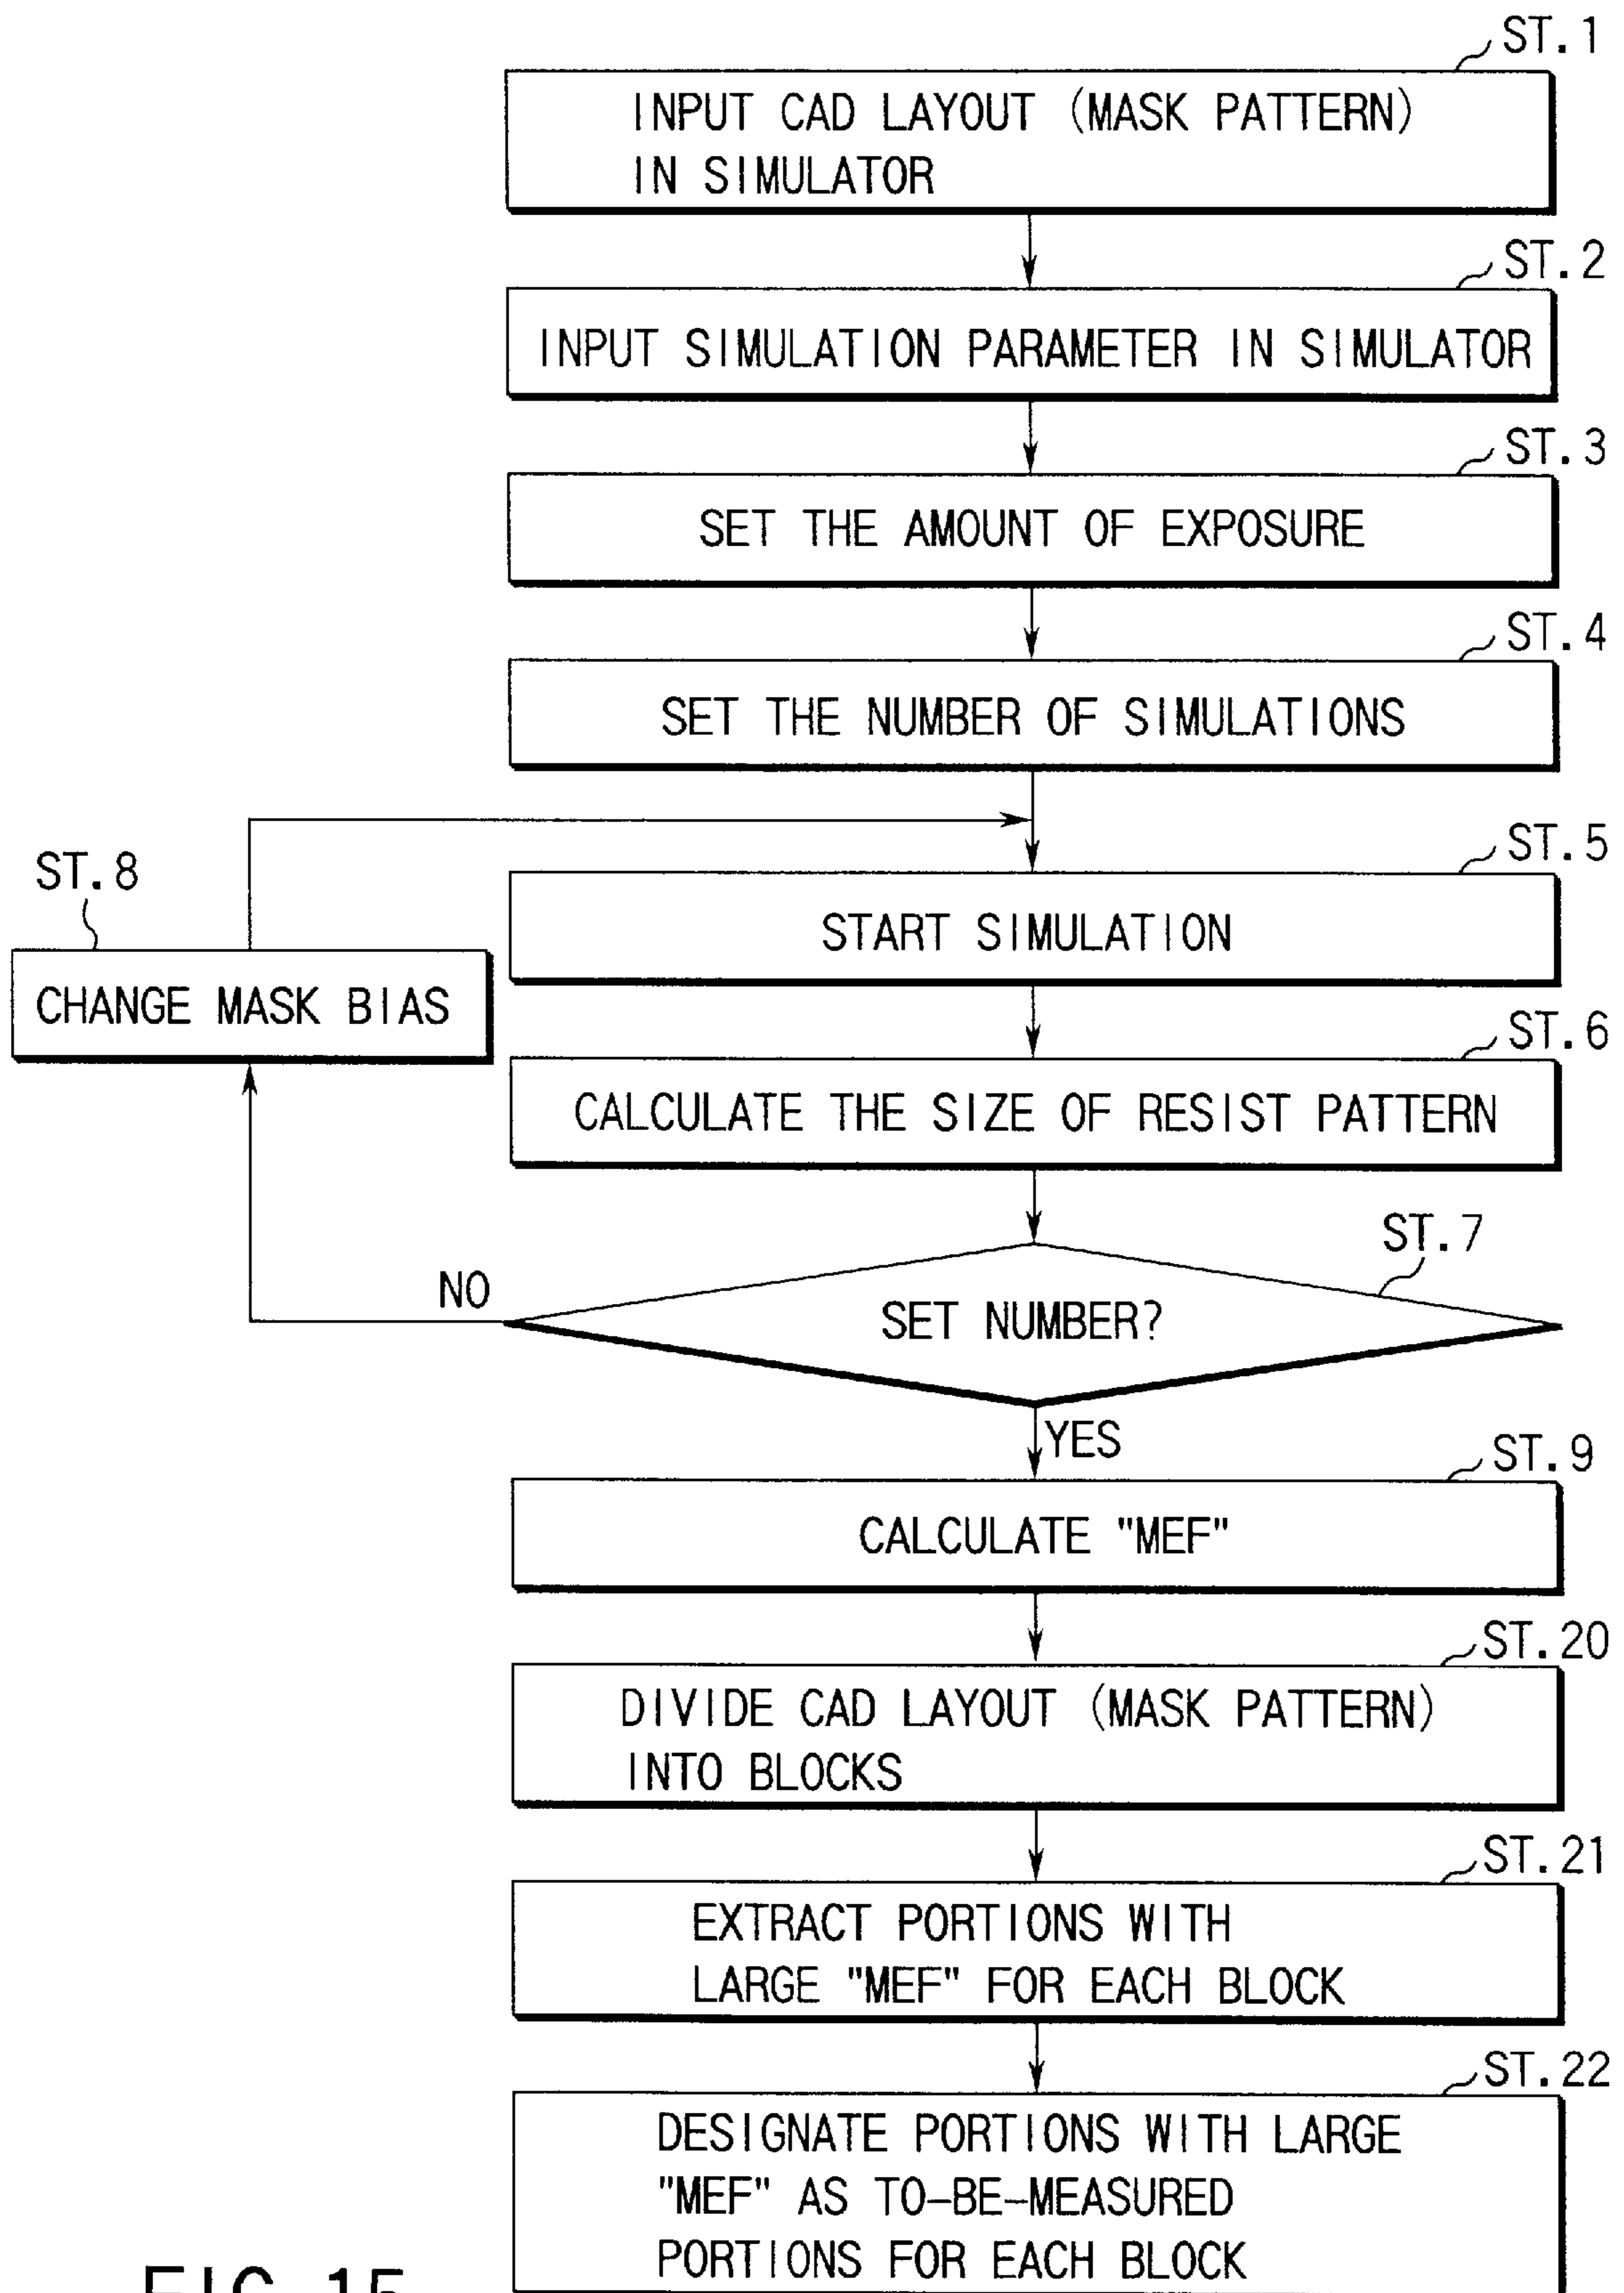 ST.1
INPUT CAD LAYOUT (MASK PATTERN)
IN SIMULATOR
ST.2
INPUT SIMULATION PARAMETER IN SIMULATOR
ST.3
SET THE AMOUNT OF EXPOSURE
ST.4
SET THE NUMBER OF SIMULATIONS
ST.5
START SIMULATION
ST.8
CHANGE MASK BIAS
ST.6
CALCULATE THE SIZE OF RESIST PATTERN
ST.7
SET NUMBER?
NO
YES
ST.9
CALCULATE "MEF"
ST.20
DIVIDE CAD LAYOUT (MASK PATTERN)
INTO BLOCKS
ST.21
EXTRACT PORTIONS WITH
LARGE "MEF" FOR EACH BLOCK
ST.22
DESIGNATE PORTIONS WITH LARGE
"MEF" AS TO-BE-MEASURED
PORTIONS FOR EACH BLOCK
FIG. 15